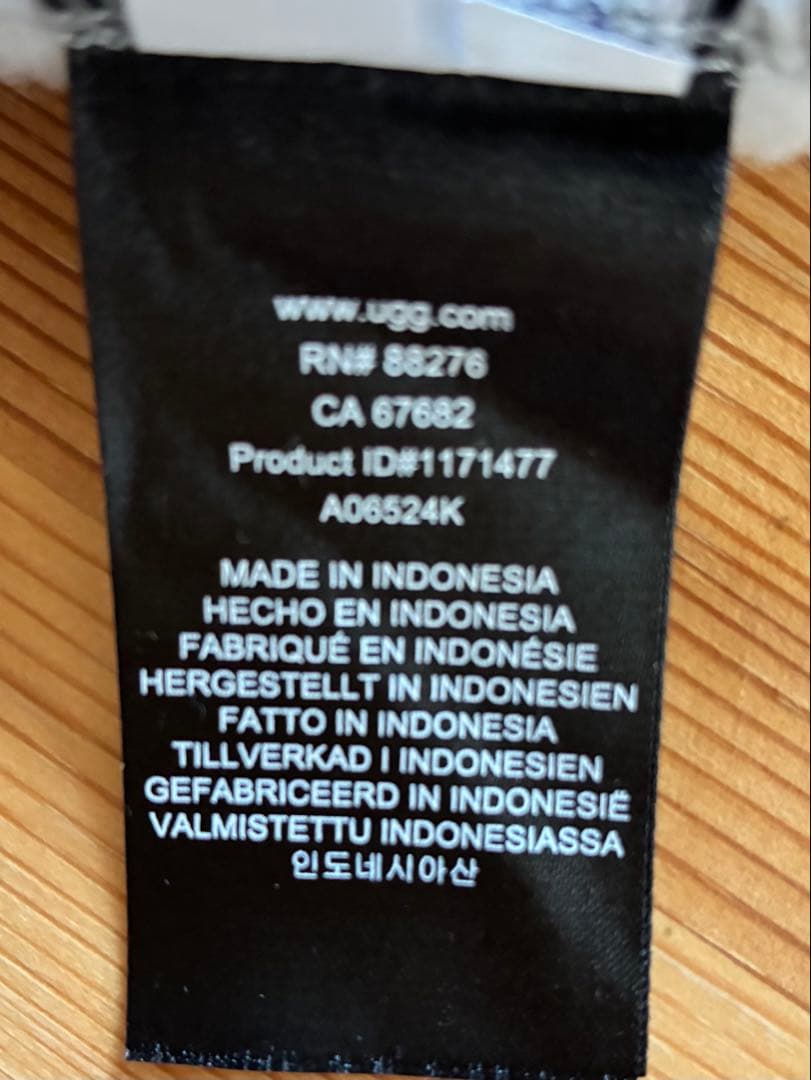 www.ugg.com
RN# 88276
CA 67682
Product ID#1171477
A06524K
MADE IN INDONESIA
HECHO EN INDONESIA
FABRIQUÉ EN INDONÉSIE
HERGESTELLT IN INDONESIEN
FATTO IN INDONESIA
TILLVERKAD I INDONESIEN
GEFABRICEERD IN INDONESIË
VALMISTETTU INDONESIASSA
인도네시아산